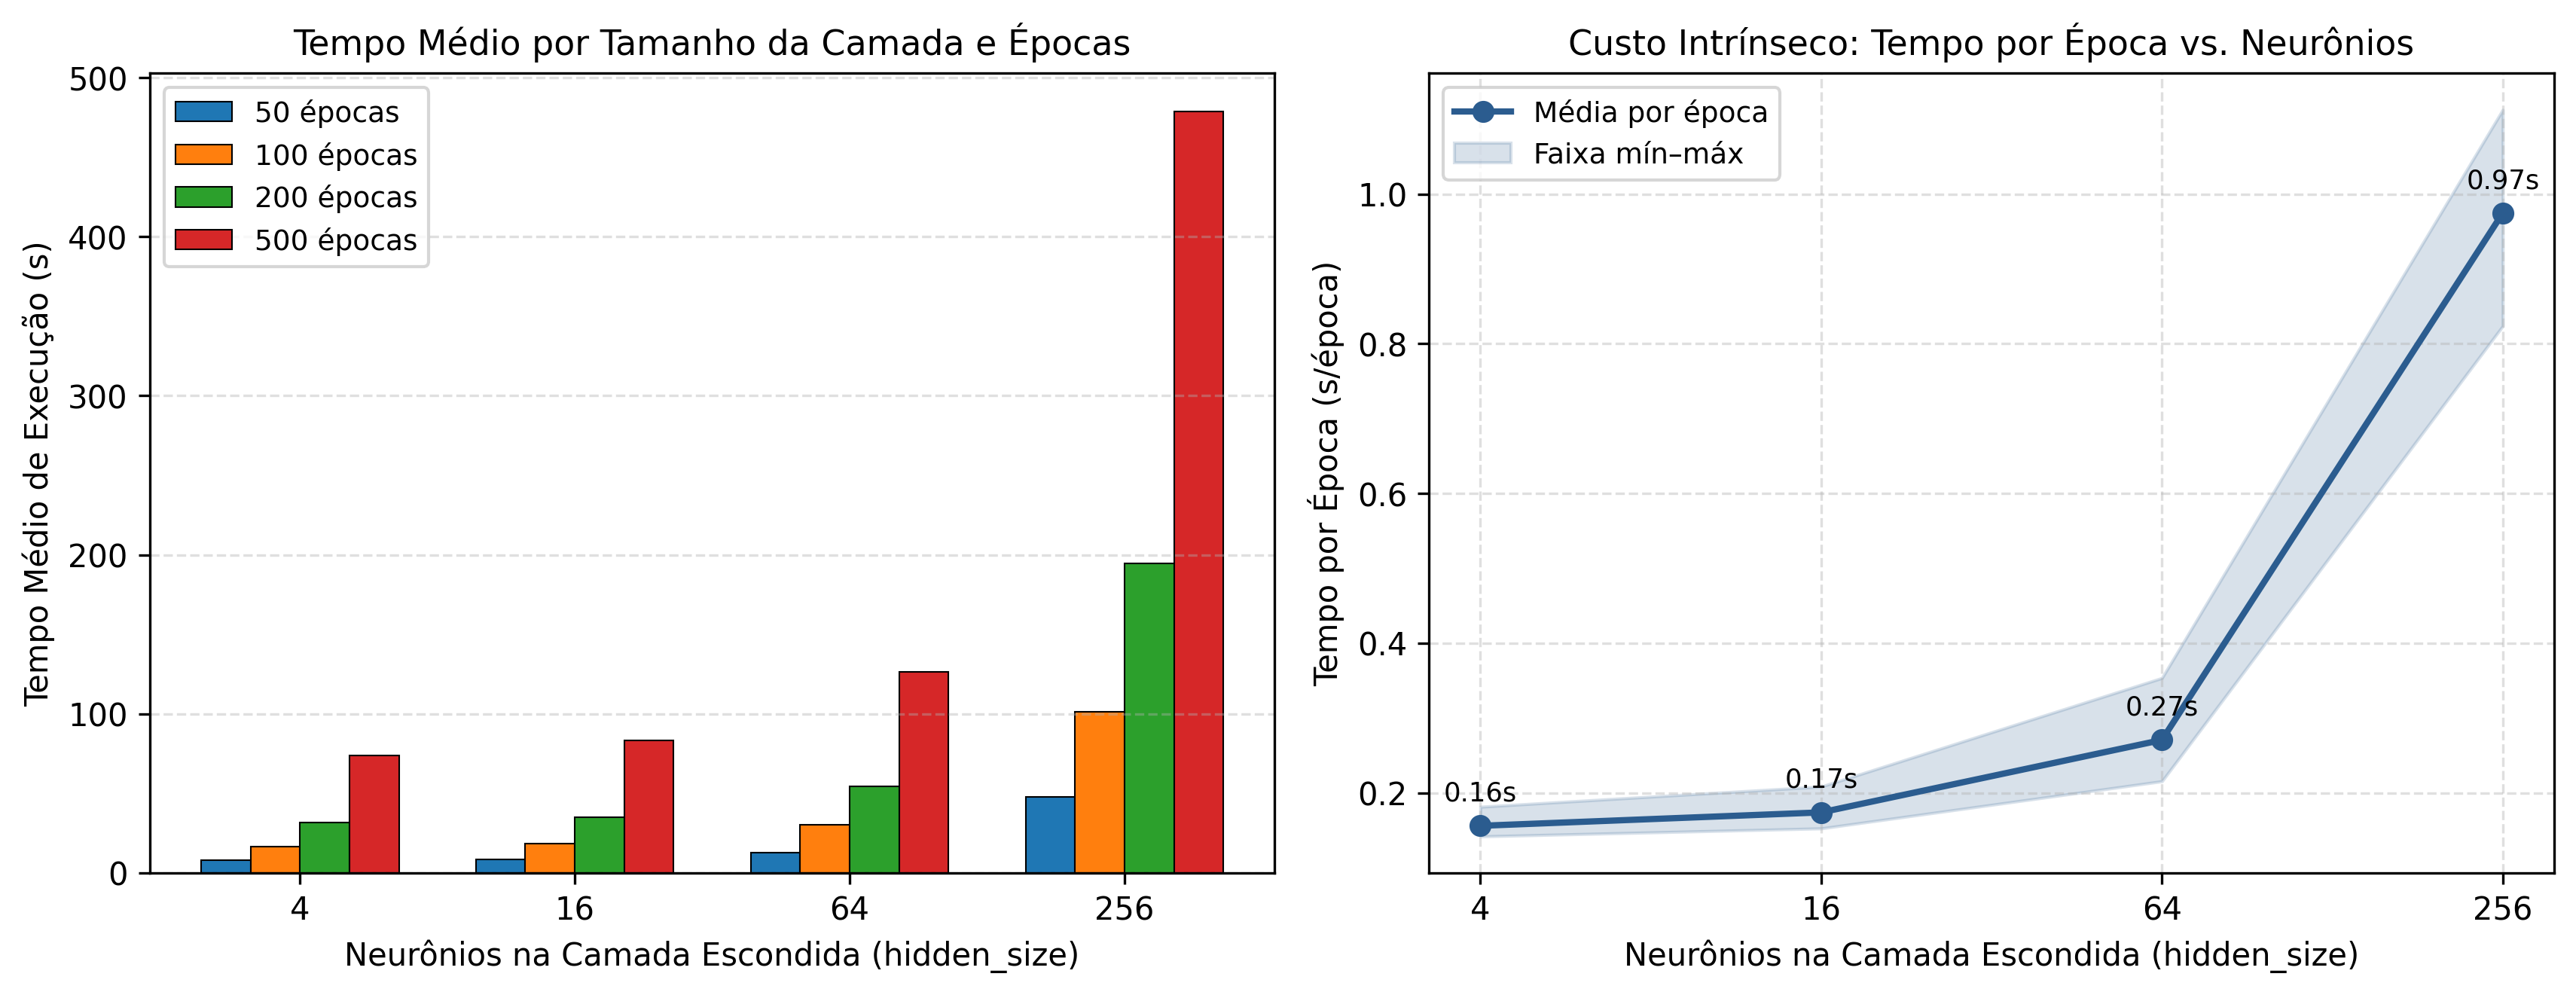 Tempo Médio por Tamanho da Camada e Épocas
50 épocas
100 épocas
200 épocas
500 épocas
Tempo Médio de Execução (s)
500
400
300
200
100
0
4 16 64 256
Neurônios na Camada Escondida (hidden_size)
Custo Intrínseco: Tempo por Época vs. Neurônios
Média por época
Faixa mín–máx
Tempo por Época (s/época)
1.0
0.8
0.6
0.4
0.2
0.16s
0.17s
0.27s
0.97s
4 16 64 256
Neurônios na Camada Escondida (hidden_size)